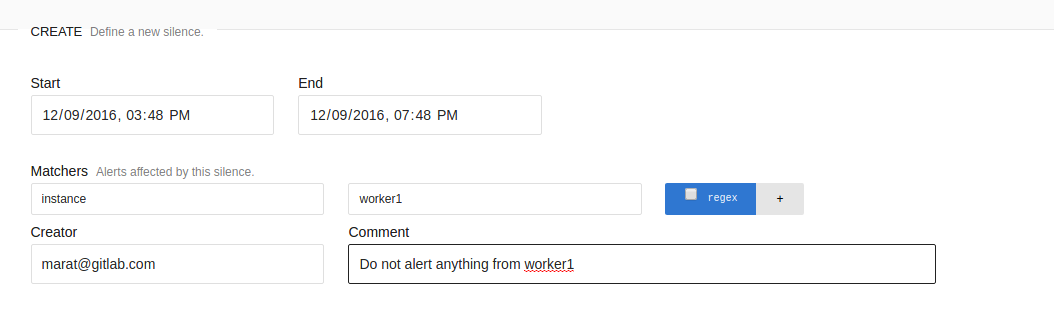 CREATE Define a new silence.
Start End
12/09/2016, 03:48 PM 12/09/2016, 07:48 PM
Matchers Alerts affected by this silence.
instance worker1 regex +
Creator Comment
marat@gitlab.com Do not alert anything from worker1